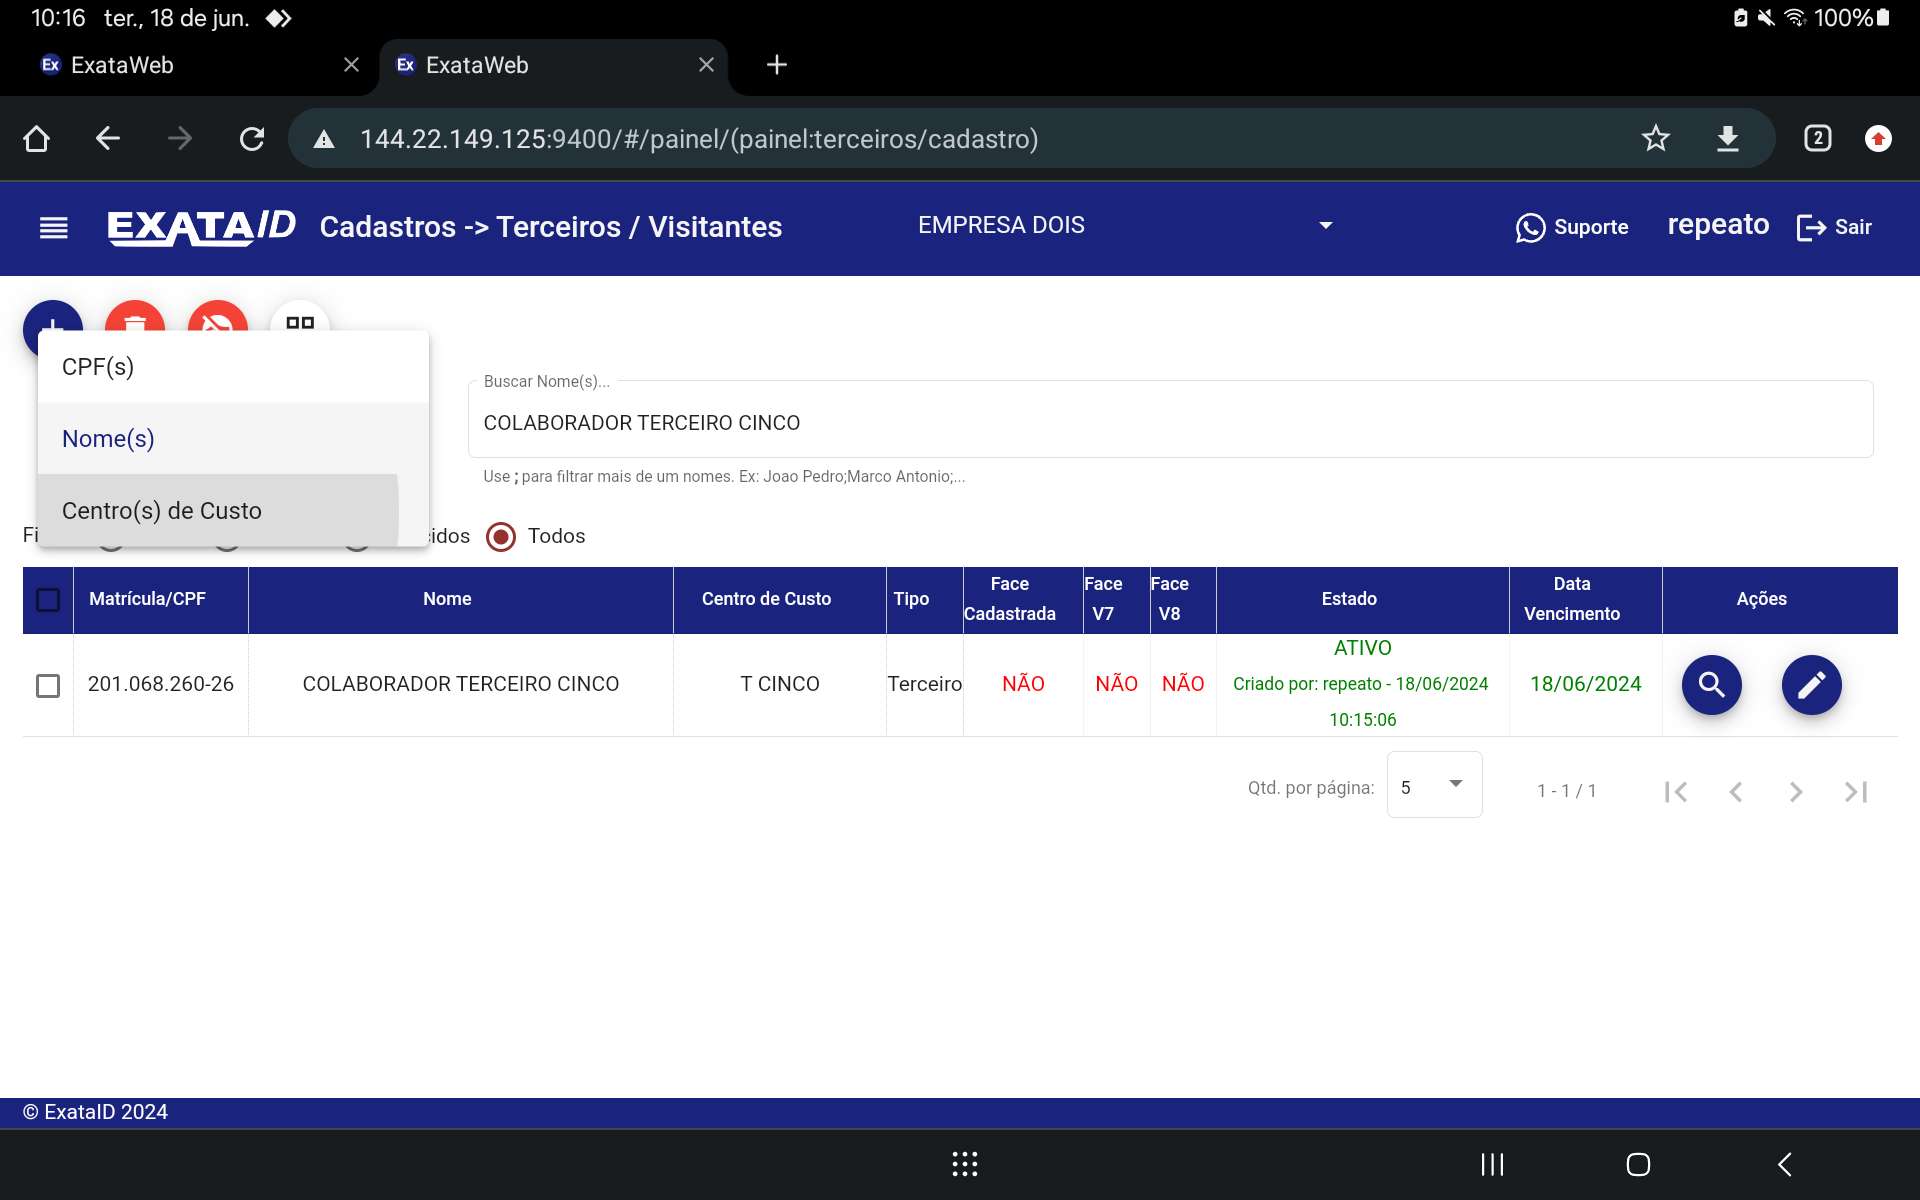 10:16 ter., 18 de jun. 100%
Ex ExataWeb
Ex ExataWeb
144.22.149.125:9400/#/painel/(painel:terceiros/cadastro)
2
EXATAID Cadastros -> Terceiros / Visitantes EMPRESA DOIS Suporte repeato Sair
CPF(s)
Nome(s)
Centro(s) de Custo
Buscar Nome(s)...
COLABORADOR TERCEIRO CINCO
Use ; para filtrar mais de um nomes. Ex: Joao Pedro;Marco Antonio;...
Todos
Matrícula/CPF Nome Centro de Custo Tipo Face Cadastrada Face V7 Face V8 Estado Data Vencimento Ações
201.068.260-26 COLABORADOR TERCEIRO CINCO T CINCO Terceiro NÃO NÃO NÃO ATIVO
Criado por: repeato - 18/06/2024
10:15:06
18/06/2024
Qtd. por página: 5 1 - 1 / 1
© ExataID 2024